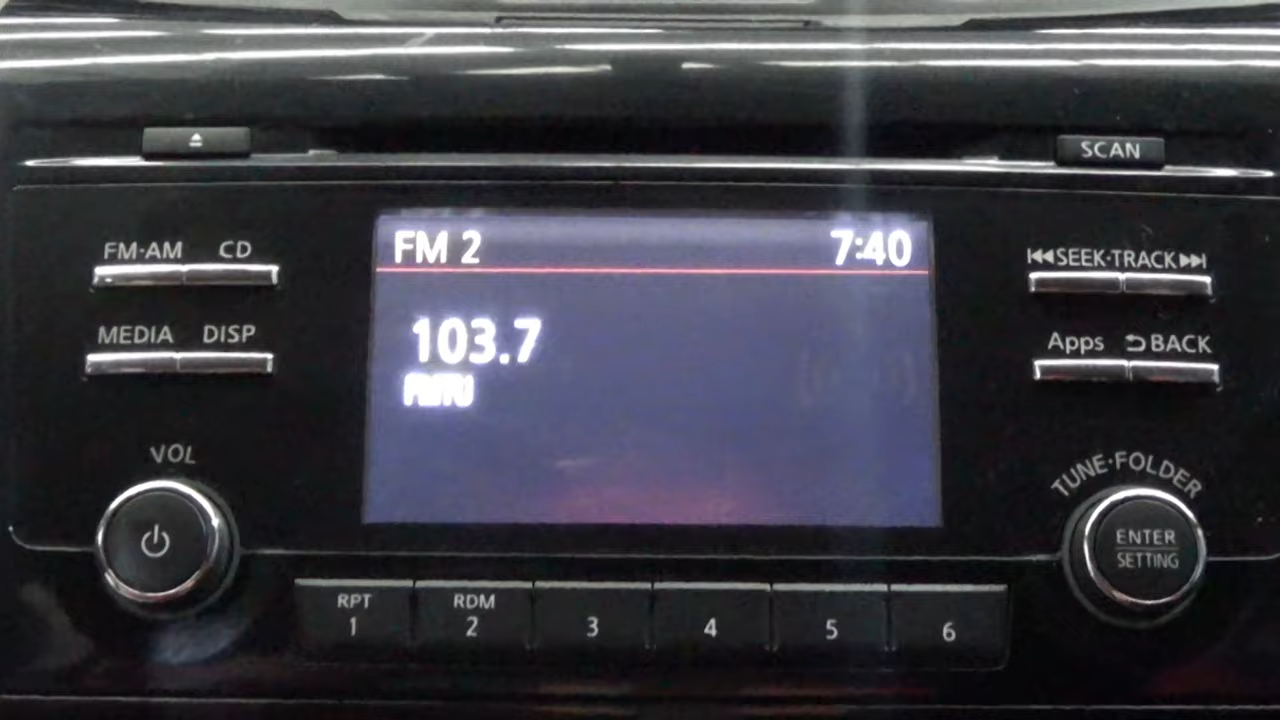 SCAN
FM·AM CD
FM 2 7:40
SEEK·TRACK
MEDIA DISP
103.7
Apps BACK
VOL
TUNE·FOLDER
ENTER
SETTING
RPT RDM
1 2 3 4 5 6